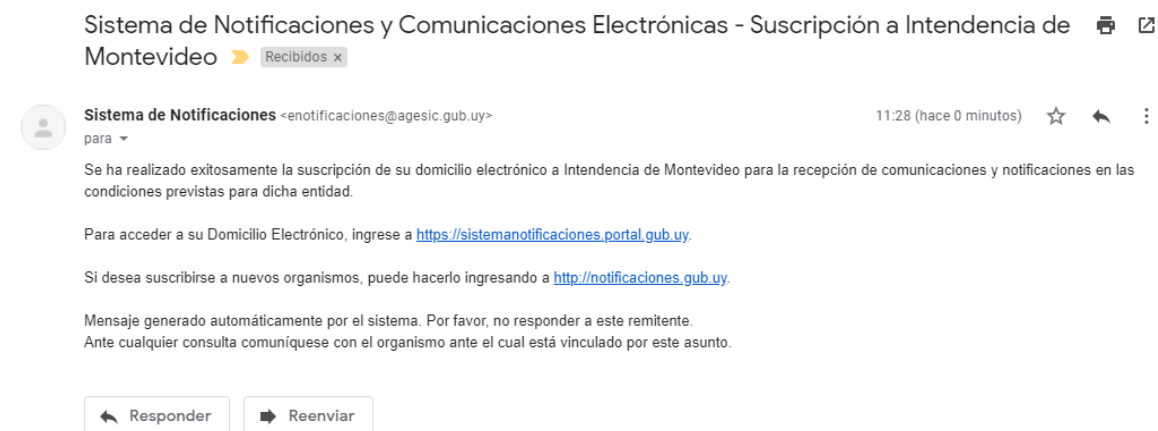 Sistema de Notificaciones y Comunicaciones Electrónicas - Suscripción a Intendencia de
Montevideo Recibidos x
Sistema de Notificaciones <enotificaciones@agesic.gub.uy> 11:28 (hace 0 minutos)
para
Se ha realizado exitosamente la suscripción de su domicilio electrónico a Intendencia de Montevideo para la recepción de comunicaciones y notificaciones en las
condiciones previstas para dicha entidad.
Para acceder a su Domicilio Electrónico, ingrese a https://sistemanotificaciones.portal.gub.uy.
Si desea suscribirse a nuevos organismos, puede hacerlo ingresando a http://notificaciones.gub.uy.
Mensaje generado automáticamente por el sistema. Por favor, no responder a este remitente.
Ante cualquier consulta comuníquese con el organismo ante el cual está vinculado por este asunto.
Responder Reenviar